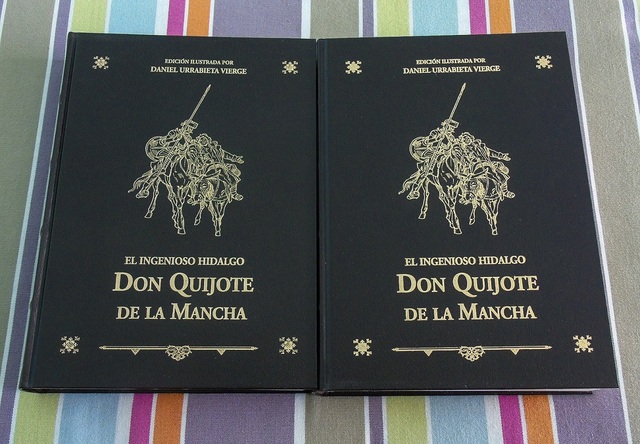 EDICIÓN ILUSTRADA POR
DANIEL URRABIETA VIERGE
EL INGENIOSO HIDALGO
DON QUIJOTE
DE LA MANCHA
EDICIÓN ILUSTRADA POR
DANIEL URRABIETA VIERGE
EL INGENIOSO HIDALGO
DON QUIJOTE
DE LA MANCHA